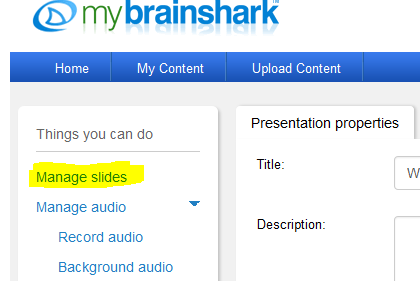 mybrainshark™
Home My Content Upload Content
Things you can do
Manage slides
Manage audio
Record audio
Background audio
Presentation properties
Title:
W
Description: